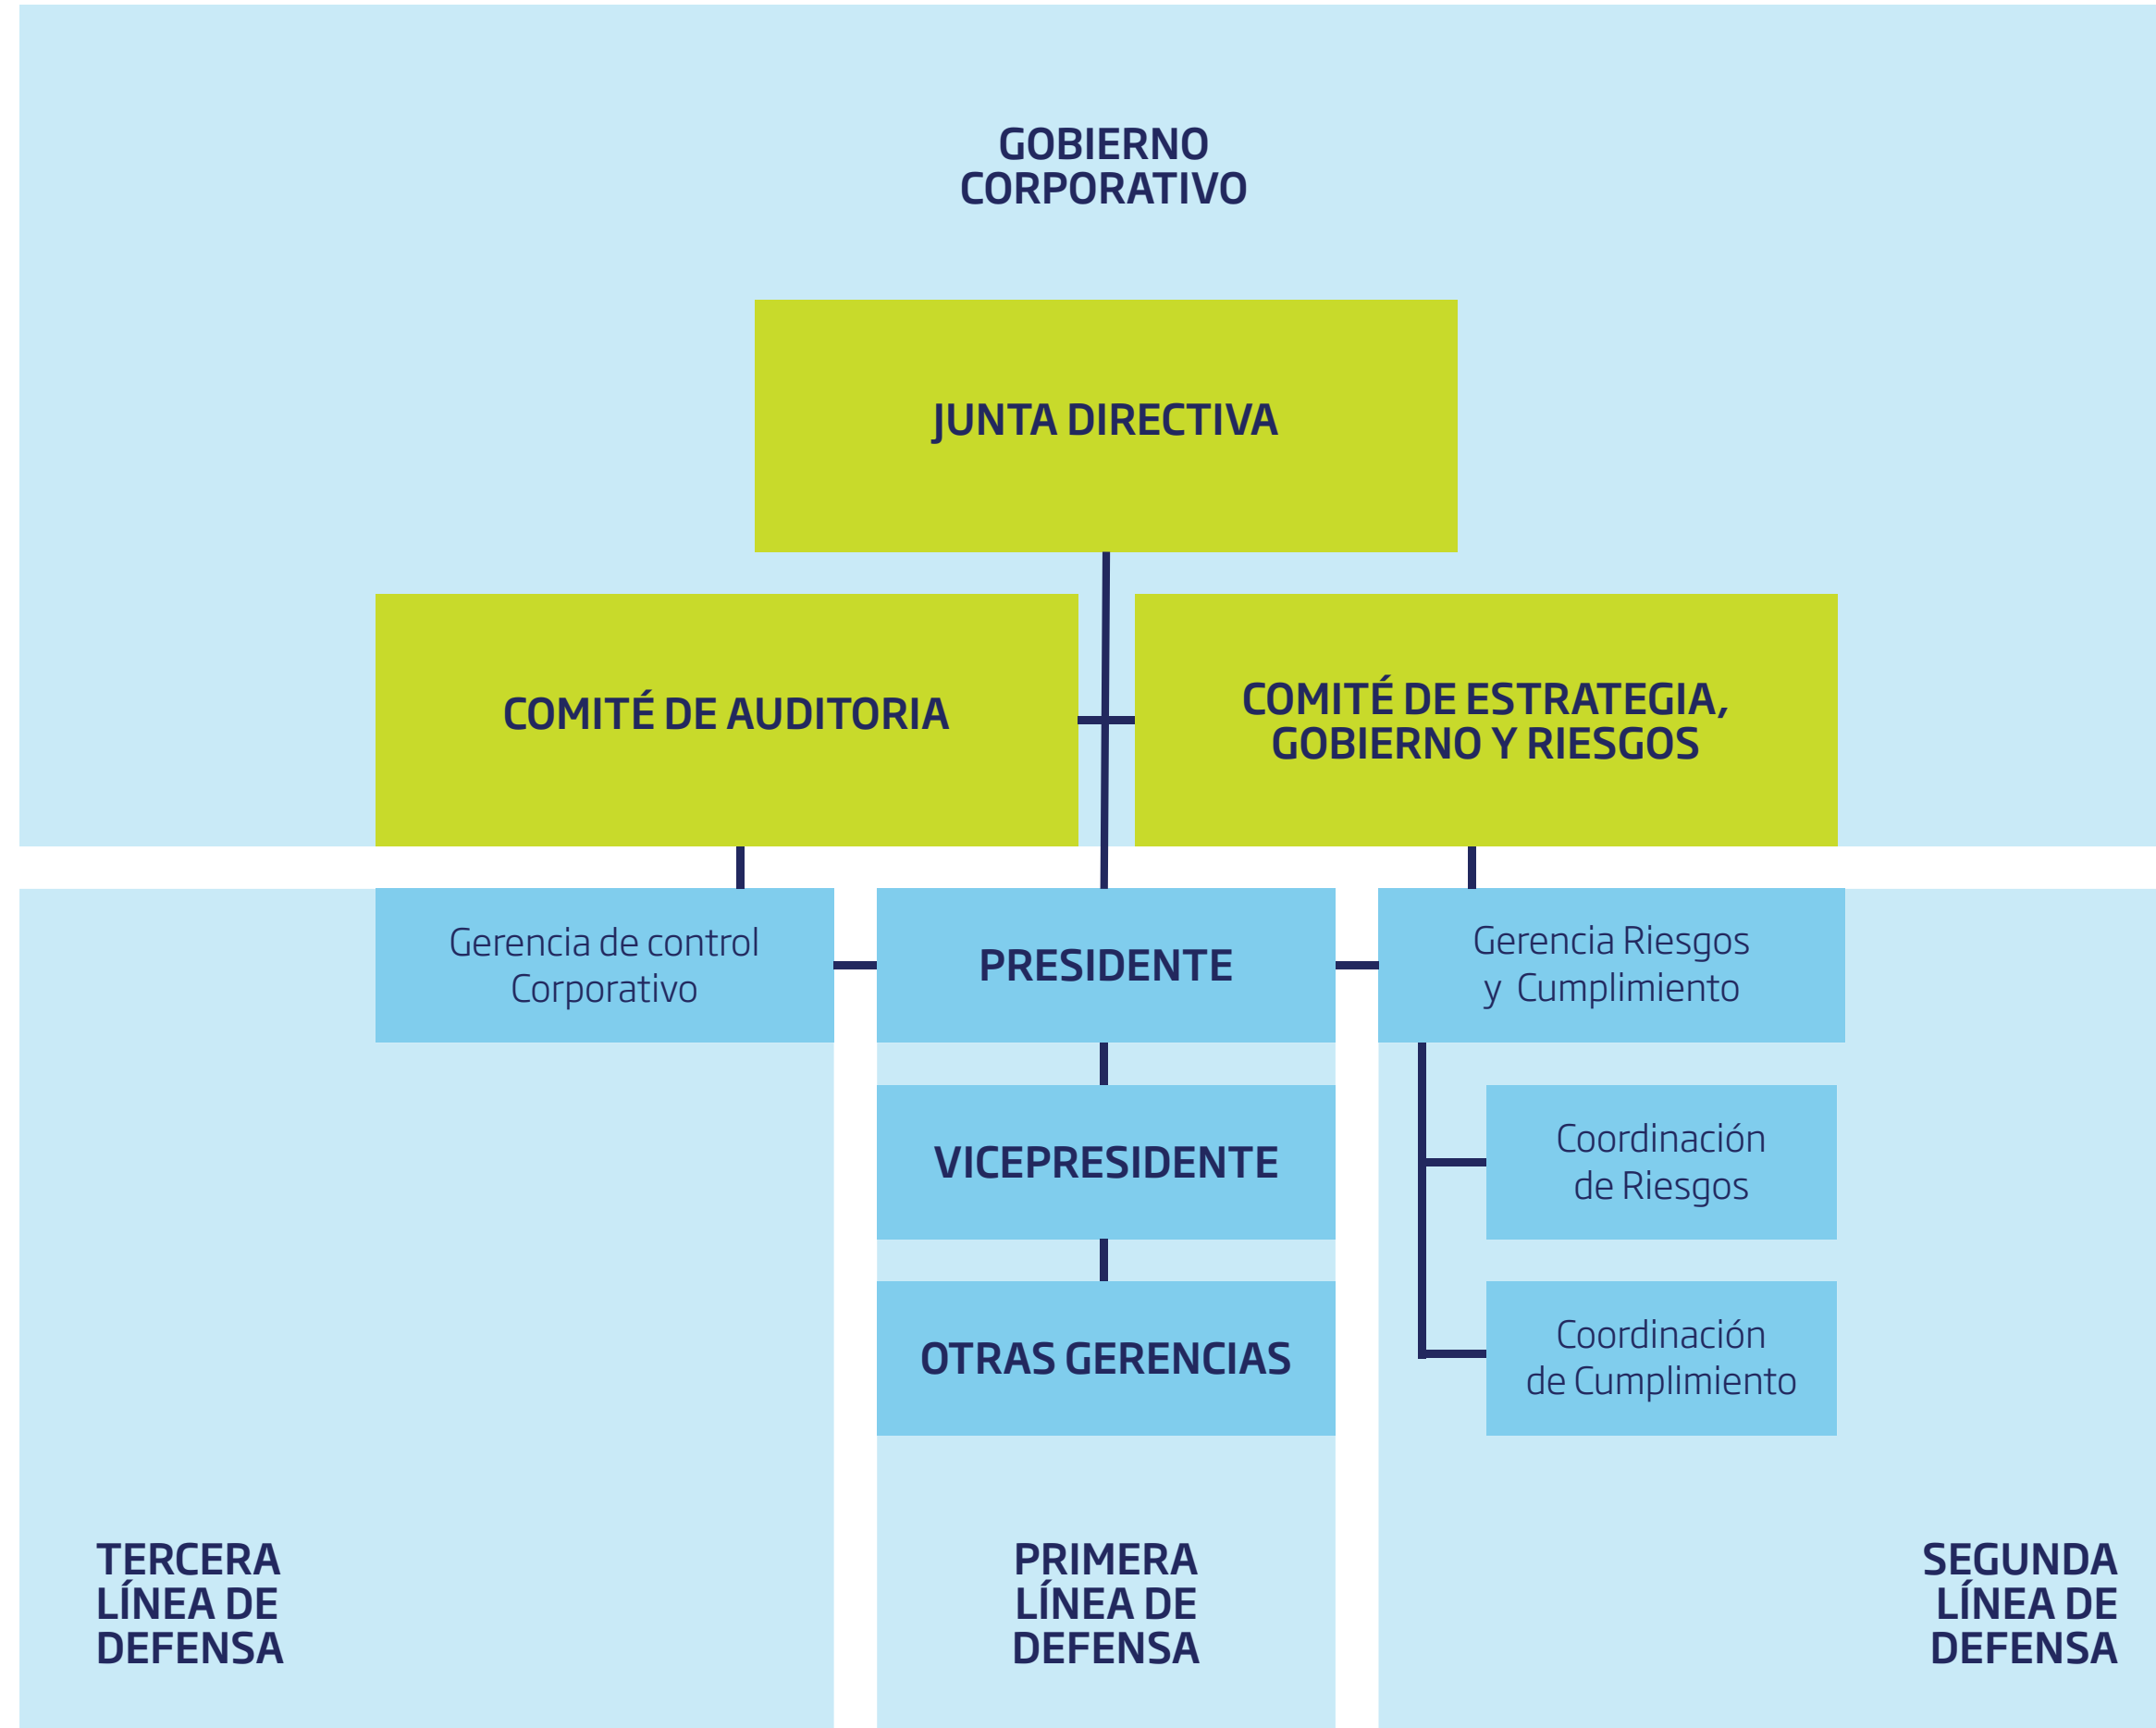 GOBIERNO
CORPORATIVO
JUNTA DIRECTIVA
COMITÉ DE AUDITORIA
COMITÉ DE ESTRATEGIA,
GOBIERNO Y RIESGOS
Gerencia de control
Corporativo
PRESIDENTE
Gerencia Riesgos
y Cumplimiento
VICEPRESIDENTE
Coordinación
de Riesgos
OTRAS GERENCIAS
Coordinación
de Cumplimiento
TERCERA
LÍNEA DE
DEFENSA
PRIMERA
LÍNEA DE
DEFENSA
SEGUNDA
LÍNEA DE
DEFENSA